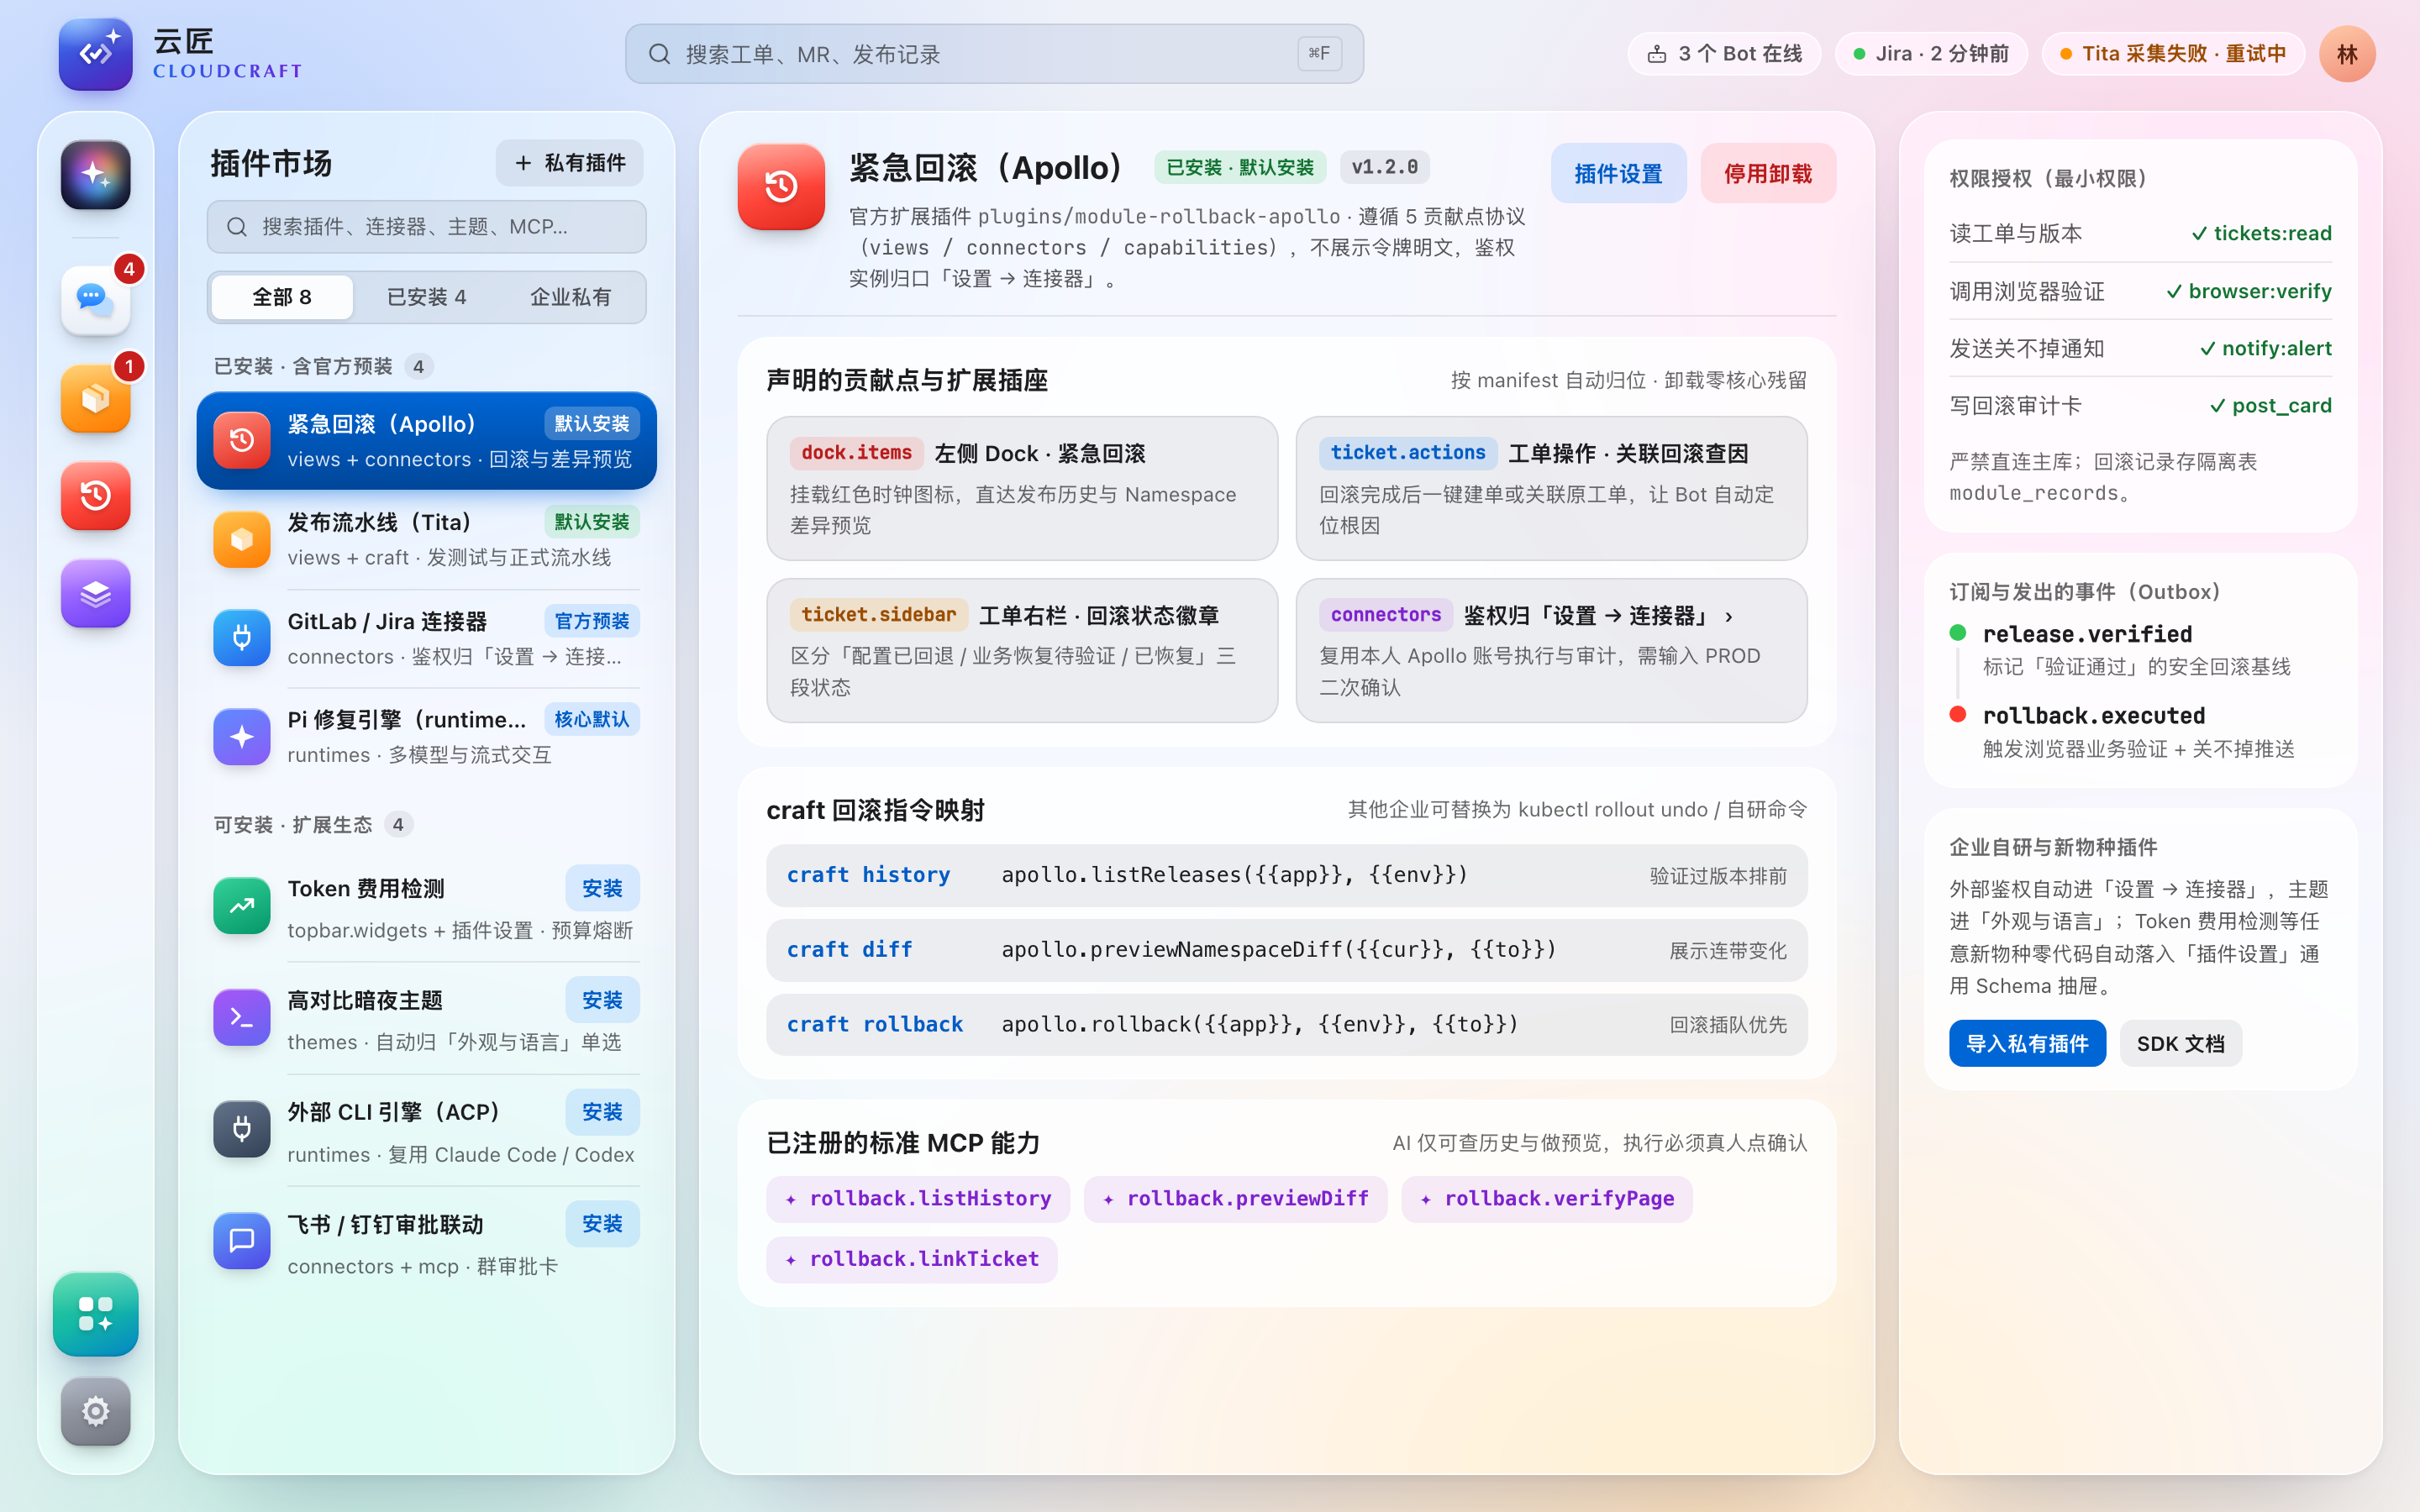 云匠
CLOUDCRAFT
搜索工单、MR、发布记录
⌘F
3 个 Bot 在线
Jira · 2 分钟前
Tita 采集失败 · 重试中
林
4
1
插件市场
+ 私有插件
搜索插件、连接器、主题、MCP...
全部 8
已安装 4
企业私有
已安装 · 含官方预装 4
紧急回滚（Apollo） 默认安装
views + connectors · 回滚与差异预览
发布流水线（Tita） 默认安装
views + craft · 发测试与正式流水线
GitLab / Jira 连接器 官方预装
connectors · 鉴权归「设置 → 连接...
Pi 修复引擎（runtime... 核心默认
runtimes · 多模型与流式交互
可安装 · 扩展生态 4
Token 费用检测 安装
topbar.widgets + 插件设置 · 预算熔断
高对比暗夜主题 安装
themes · 自动归「外观与语言」单选
外部 CLI 引擎（ACP） 安装
runtimes · 复用 Claude Code / Codex
飞书 / 钉钉审批联动 安装
connectors + mcp · 群审批卡
紧急回滚（Apollo） 已安装 · 默认安装 v1.2.0
插件设置
停用卸载
官方扩展插件 plugins/module-rollback-apollo · 遵循 5 贡献点协议
（views / connectors / capabilities），不展示令牌明文，鉴权
实例归口「设置 → 连接器」。
声明的贡献点与扩展插座
按 manifest 自动归位 · 卸载零核心残留
dock.items 左侧 Dock · 紧急回滚
挂载红色时钟图标，直达发布历史与 Namespace
差异预览
ticket.actions 工单操作 · 关联回滚查因
回滚完成后一键建单或关联原工单，让 Bot 自动定
位根因
ticket.sidebar 工单右栏 · 回滚状态徽章
区分「配置已回退 / 业务恢复待验证 / 已恢复」三
段状态
connectors 鉴权归「设置 → 连接器」 ›
复用本人 Apollo 账号执行与审计，需输入 PROD
二次确认
craft 回滚指令映射
其他企业可替换为 kubectl rollout undo / 自研命令
craft history apollo.listReleases({{app}}, {{env}}) 验证过版本排前
craft diff apollo.previewNamespaceDiff({{cur}}, {{to}}) 展示连带变化
craft rollback apollo.rollback({{app}}, {{env}}, {{to}}) 回滚插队优先
已注册的标准 MCP 能力
AI 仅可查历史与做预览，执行必须真人点确认
✦ rollback.listHistory
✦ rollback.previewDiff
✦ rollback.verifyPage
✦ rollback.linkTicket
权限授权（最小权限）
读工单与版本 ✓ tickets:read
调用浏览器验证 ✓ browser:verify
发送关不掉通知 ✓ notify:alert
写回滚审计卡 ✓ post_card
严禁直连主库；回滚记录存隔离表
module_records。
订阅与发出的事件（Outbox）
release.verified
标记「验证通过」的安全回滚基线
rollback.executed
触发浏览器业务验证 + 关不掉推送
企业自研与新物种插件
外部鉴权自动进「设置 → 连接器」，主题
进「外观与语言」；Token 费用检测等任
意新物种零代码自动落入「插件设置」通
用 Schema 抽屉。
导入私有插件
SDK 文档